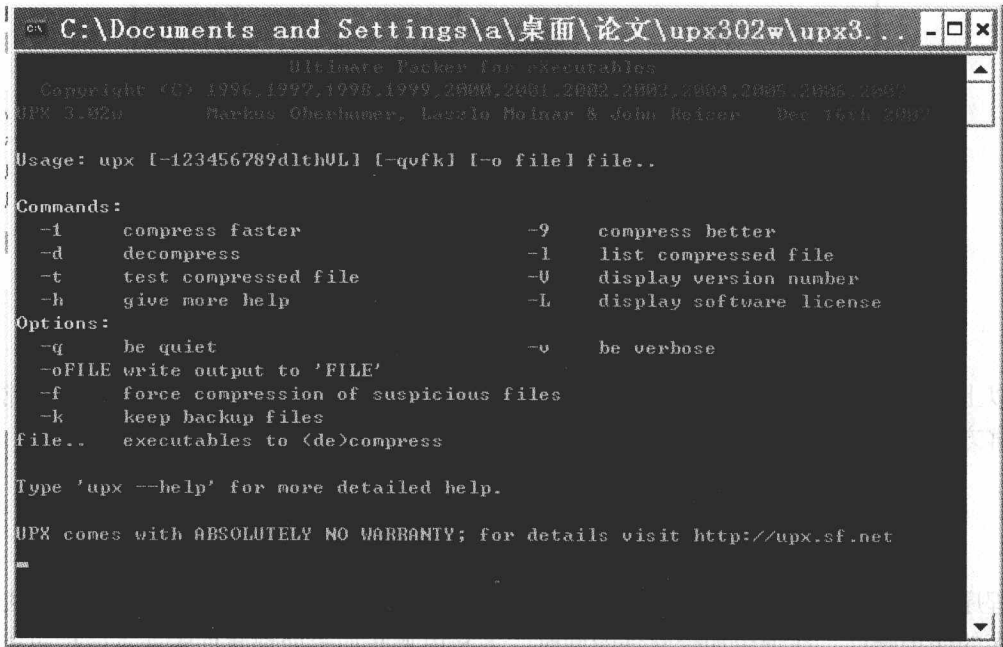 C:\Documents and Settings\a\桌面\论文\upx302w\upx3...
Ultimate Packer for eXecutables
Copyright (C) 1996,1997,1998,1999,2000,2001,2002,2003,2004,2005,2006,2007
UPX 3.02w Markus Oberhumer, Laszlo Molnar & John Reiser Dec 16th 2007
Usage: upx [-123456789dlthVL] [-qvfk] [-o file] file..
Commands:
-1 compress faster -9 compress better
-d decompress -l list compressed file
-t test compressed file -V display version number
-h give more help -L display software license
Options:
-q be quiet -v be verbose
-oFILE write output to 'FILE'
-f force compression of suspicious files
-k keep backup files
file.. executables to (de)compress
Type 'upx --help' for more detailed help.
UPX comes with ABSOLUTELY NO WARRANTY; for details visit http://upx.sf.net